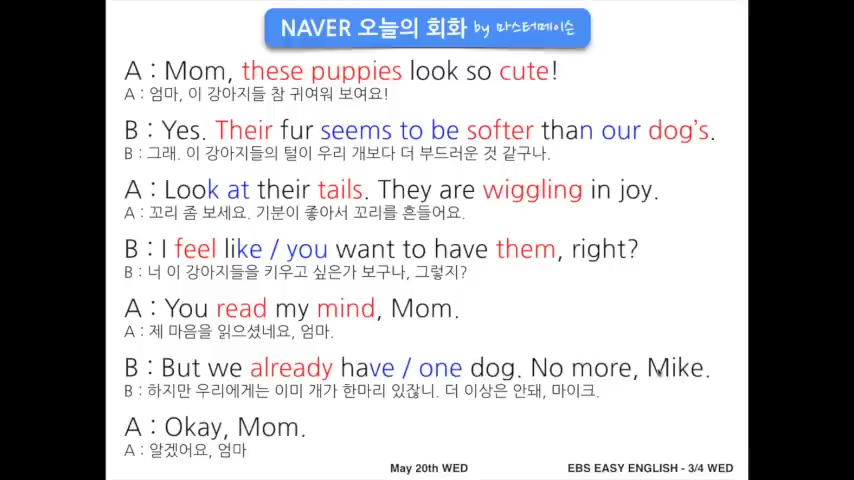 NAVER 오늘의 회화 by 마스터메이슨
A : Mom, these puppies look so cute!
A : 엄마, 이 강아지들 참 귀여워 보여요!
B : Yes. Their fur seems to be softer than our dog's.
B : 그래. 이 강아지들의 털이 우리 개보다 더 부드러운 것 같구나.
A : Look at their tails. They are wiggling in joy.
A : 꼬리 좀 보세요. 기분이 좋아서 꼬리를 흔들어요.
B : I feel like / you want to have them, right?
B : 너 이 강아지들을 키우고 싶은가 보구나, 그렇지?
A : You read my mind, Mom.
A : 제 마음을 읽으셨네요, 엄마.
B : But we already have / one dog. No more, Mike.
B : 하지만 우리에게는 이미 개가 한마리 있잖니. 더 이상은 안돼, 마이크.
A : Okay, Mom.
A : 알겠어요, 엄마
May 20th WED
EBS EASY ENGLISH - 3/4 WED